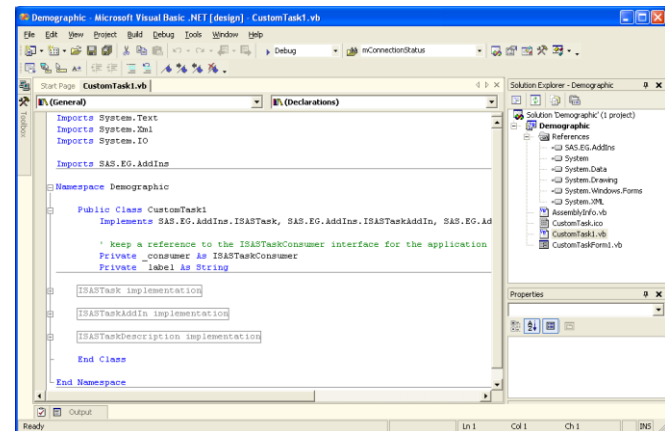 Demographic - Microsoft Visual Basic .NET [design] - CustomTask1.vb
File Edit View Project Build Debug Tools Window Help
Debug mConnectionStatus
Start Page CustomTask1.vb
Toolbox
(General) (Declarations)
Imports System.Text
Imports System.Xml
Imports System.IO
Imports SAS.EG.AddIns
Namespace Demographic
Public Class CustomTask1
Implements SAS.EG.AddIns.ISASTask, SAS.EG.AddIns.ISASTaskAddIn, SAS.EG.Ad
' keep a reference to the ISASTaskConsumer interface for the application
Private _consumer As ISASTaskConsumer
Private _label As String
ISASTask implementation
ISASTaskAddIn implementation
ISASTaskDescription implementation
End Class
End Namespace
Solution Explorer - Demographic
Solution 'Demographic' (1 project)
Demographic
References
SAS.EG.AddIns
System
System.Data
System.Drawing
System.Windows.Forms
System.XML
AssemblyInfo.vb
CustomTask.ico
CustomTask1.vb
CustomTaskForm1.vb
Properties
Output
Ready Ln 1 Col 1 Ch 1 INS